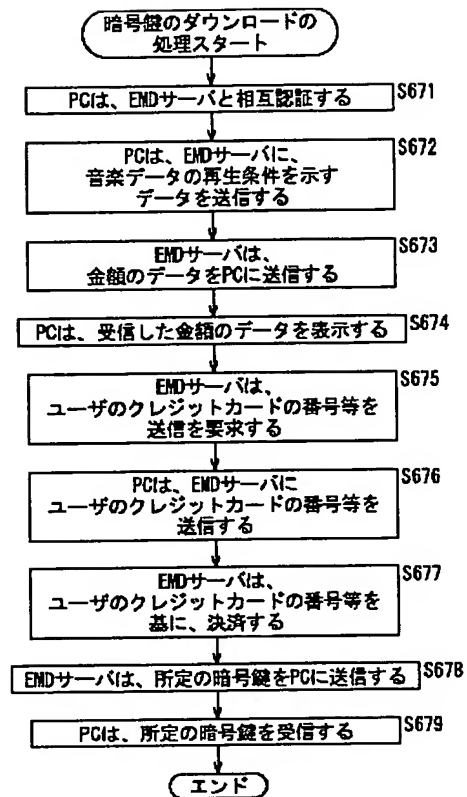 暗号鍵のダウンロードの
処理スタート
PCは、EMDサーバと相互認証する
S671
PCは、EMDサーバに、
音楽データの再生条件を示す
データを送信する
S672
EMDサーバは、
金額のデータをPCに送信する
S673
PCは、受信した金額のデータを表示する
S674
EMDサーバは、
ユーザのクレジットカードの番号等を
送信を要求する
S675
PCは、EMDサーバに
ユーザのクレジットカードの番号等を
送信する
S676
EMDサーバは、
ユーザのクレジットカードの番号等を
基に、決済する
S677
EMDサーバは、所定の暗号鍵をPCに送信する
S678
PCは、所定の暗号鍵を受信する
S679
エンド